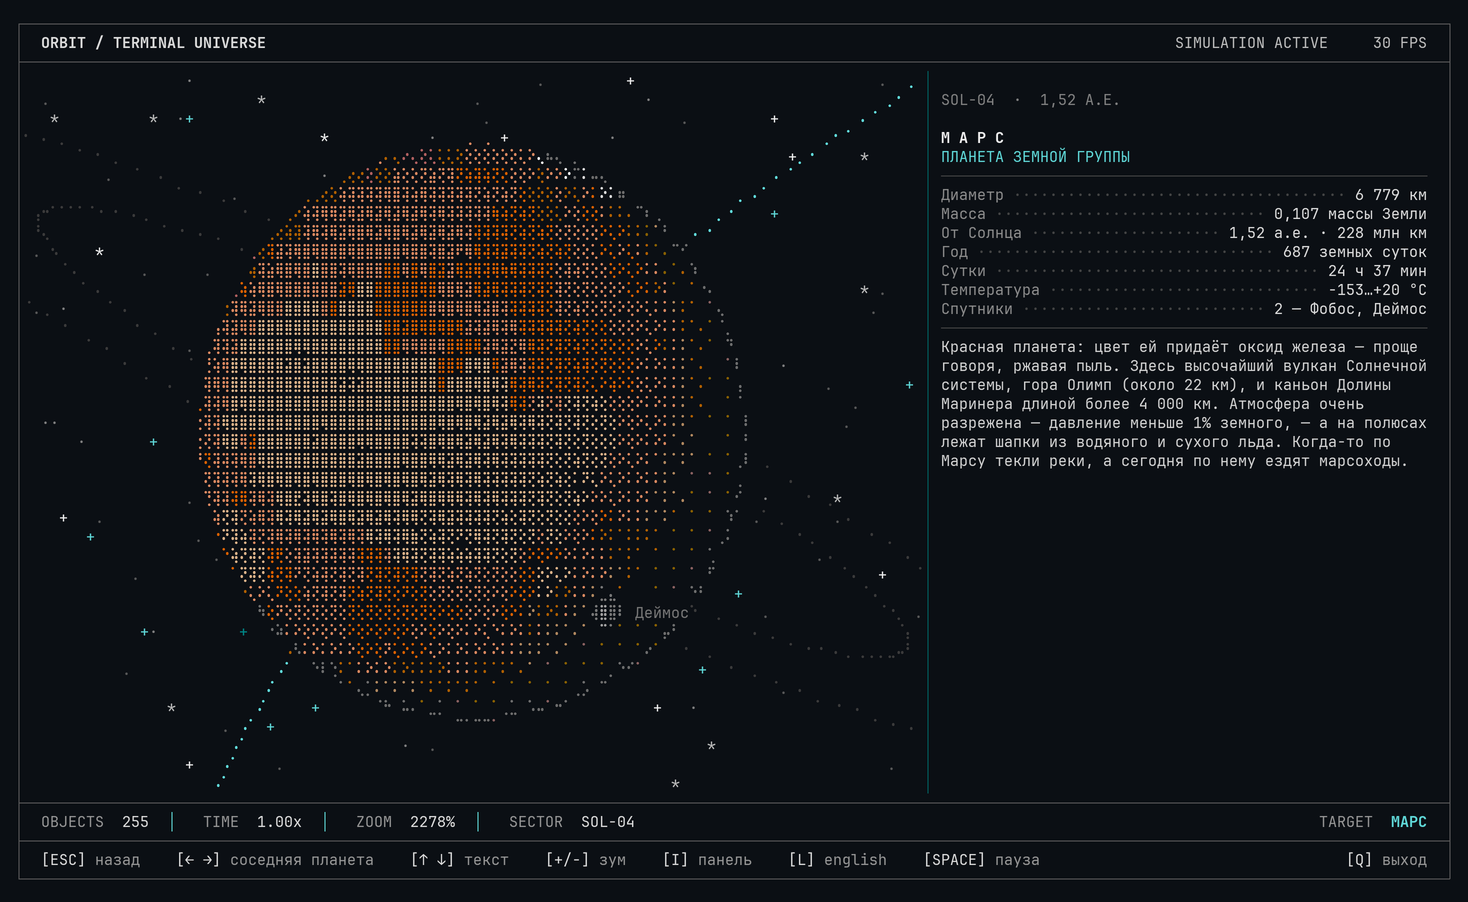 ORBIT / TERMINAL UNIVERSE
SIMULATION ACTIVE 30 FPS
SOL-04 · 1,52 А.Е.
МАРС
ПЛАНЕТА ЗЕМНОЙ ГРУППЫ
Диаметр 6 779 км
Масса 0,107 массы Земли
От Солнца 1,52 а.е. · 228 млн км
Год 687 земных суток
Сутки 24 ч 37 мин
Температура -153…+20 °C
Спутники 2 — Фобос, Деймос
Красная планета: цвет ей придаёт оксид железа — проще
говоря, ржавая пыль. Здесь высочайший вулкан Солнечной
системы, гора Олимп (около 22 км), и каньон Долины
Маринера длиной более 4 000 км. Атмосфера очень
разрежена — давление меньше 1% земного, — а на полюсах
лежат шапки из водяного и сухого льда. Когда-то по
Марсу текли реки, а сегодня по нему ездят марсоходы.
Деймос
OBJECTS 255 TIME 1.00x ZOOM 2278% SECTOR SOL-04 TARGET МАРС
[ESC] назад [← →] соседняя планета [↑ ↓] текст [+/-] зум [I] панель [L] english [SPACE] пауза [Q] выход